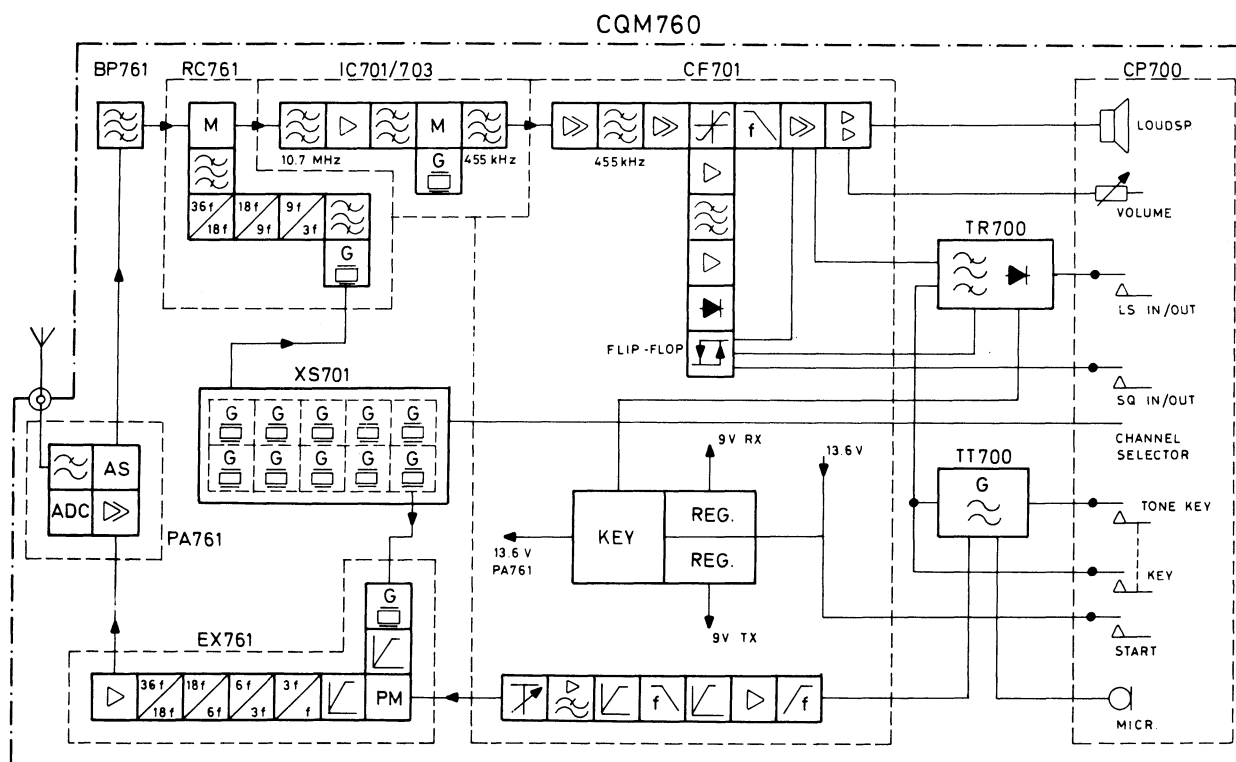 CQM760
BP761
RC761
IC701/703
CF701
CP700
M
M
f
LOUDSP.
10.7 MHz
G
455 kHz
455kHz
36f
18f
18f
9f
9f
3f
G
VOLUME
TR700
LS IN/OUT
FLIP-FLOP
XS701
SQ IN/OUT
G G G G G
G G G G G
CHANNEL
SELECTOR
9V RX
13.6 V
TT700
G
AS
ADC
KEY
REG.
REG.
TONE KEY
PA761
13.6 V
PA761
KEY
9V TX
G
START
EX761
36f
18f
18f
6f
6f
3f
3f
f
PM
f
f
MICR.